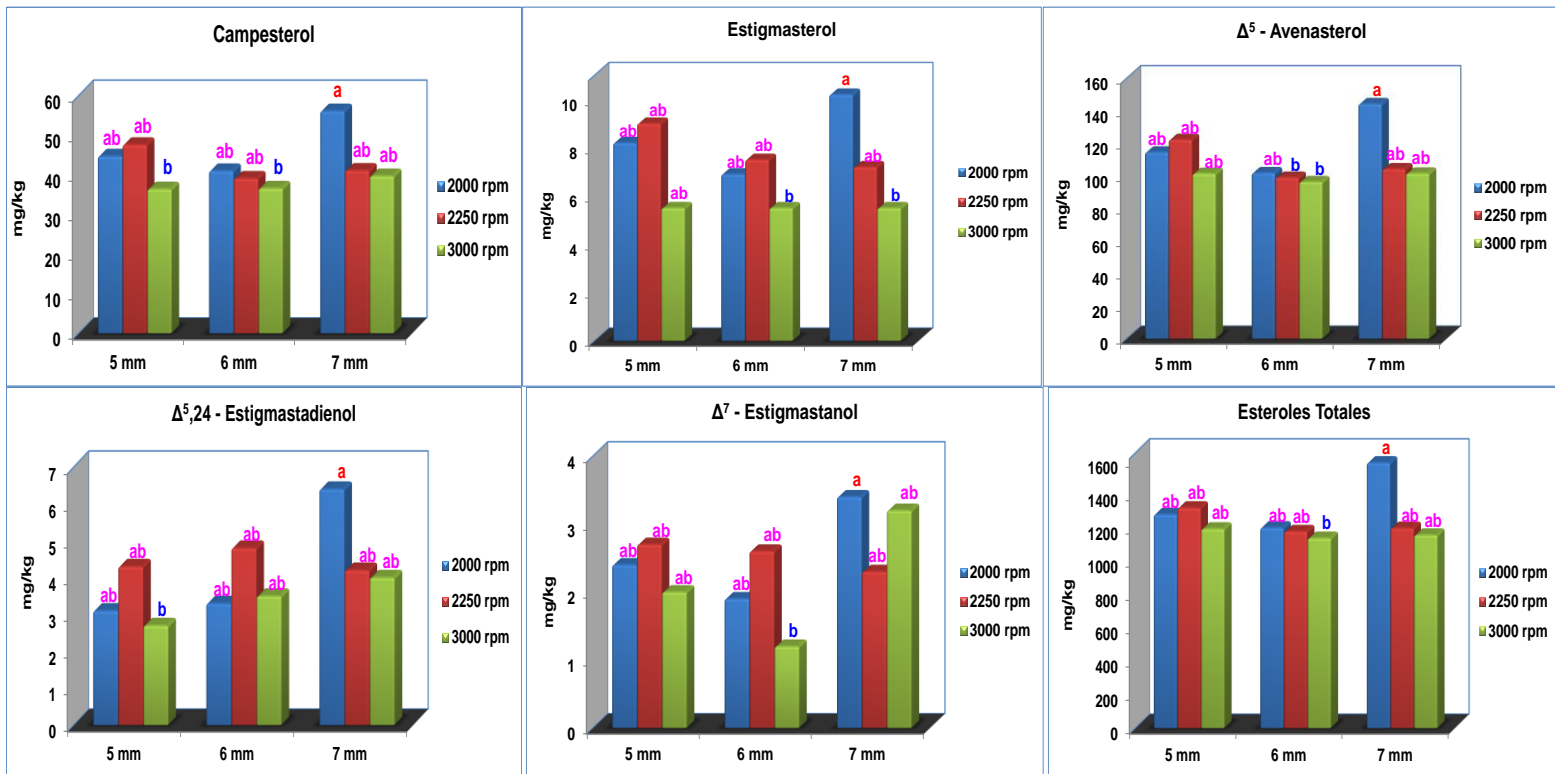 Campesterol
mg/kg
60
50
40
30
20
10
0
ab ab b
ab ab b
a ab ab
5 mm 6 mm 7 mm
2000 rpm
2250 rpm
3000 rpm
Estigmasterol
mg/kg
10
8
6
4
2
0
ab ab ab
ab ab b
a ab b
5 mm 6 mm 7 mm
2000 rpm
2250 rpm
3000 rpm
Δ⁵ - Avenasterol
mg/kg
160
140
120
100
80
60
40
20
0
ab ab ab
ab b b
a ab ab
5 mm 6 mm 7 mm
2000 rpm
2250 rpm
3000 rpm
Δ⁵,24 - Estigmastadienol
mg/kg
7
6
5
4
3
2
1
0
ab ab b
ab ab ab
a ab ab
5 mm 6 mm 7 mm
2000 rpm
2250 rpm
3000 rpm
Δ⁷ - Estigmastanol
mg/kg
4
3
2
1
0
ab ab ab
ab ab b
a ab ab
5 mm 6 mm 7 mm
2000 rpm
2250 rpm
3000 rpm
Esteroles Totales
mg/kg
1600
1400
1200
1000
800
600
400
200
0
ab ab ab
ab ab b
a ab ab
5 mm 6 mm 7 mm
2000 rpm
2250 rpm
3000 rpm